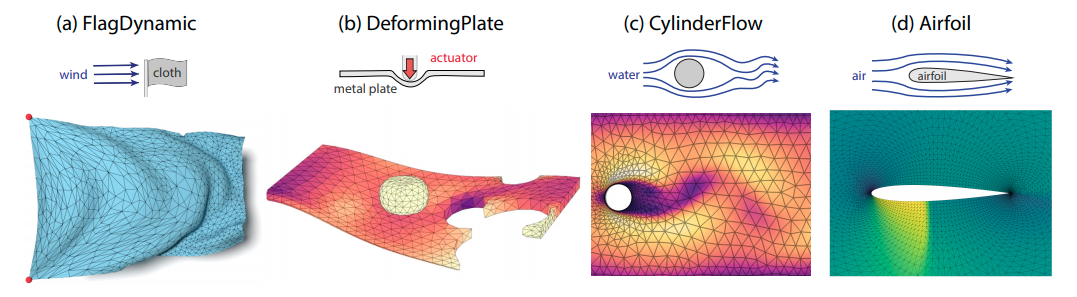 (a) FlagDynamic
(b) DeformingPlate
(c) CylinderFlow
(d) Airfoil
wind
cloth
actuator
metal plate
water
air
airfoil